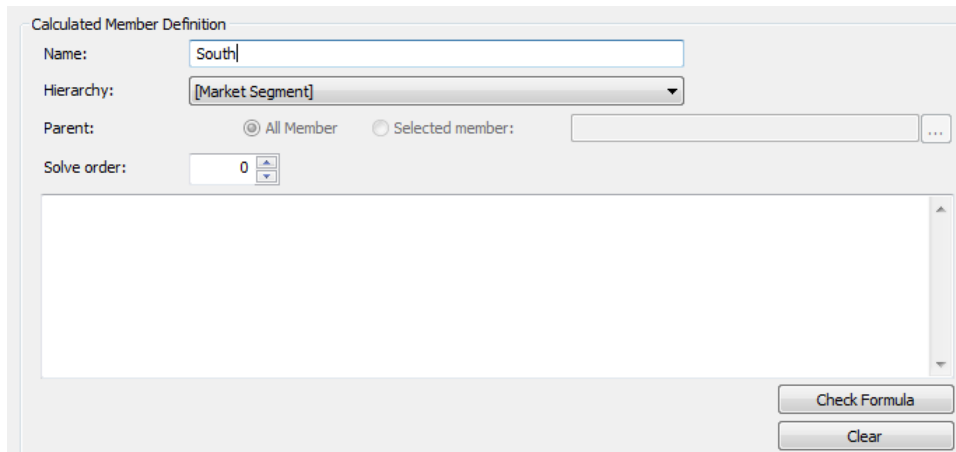 Calculated Member Definition
Name: South
Hierarchy: [Market Segment]
Parent: All Member Selected member: ...
Solve order: 0
Check Formula
Clear